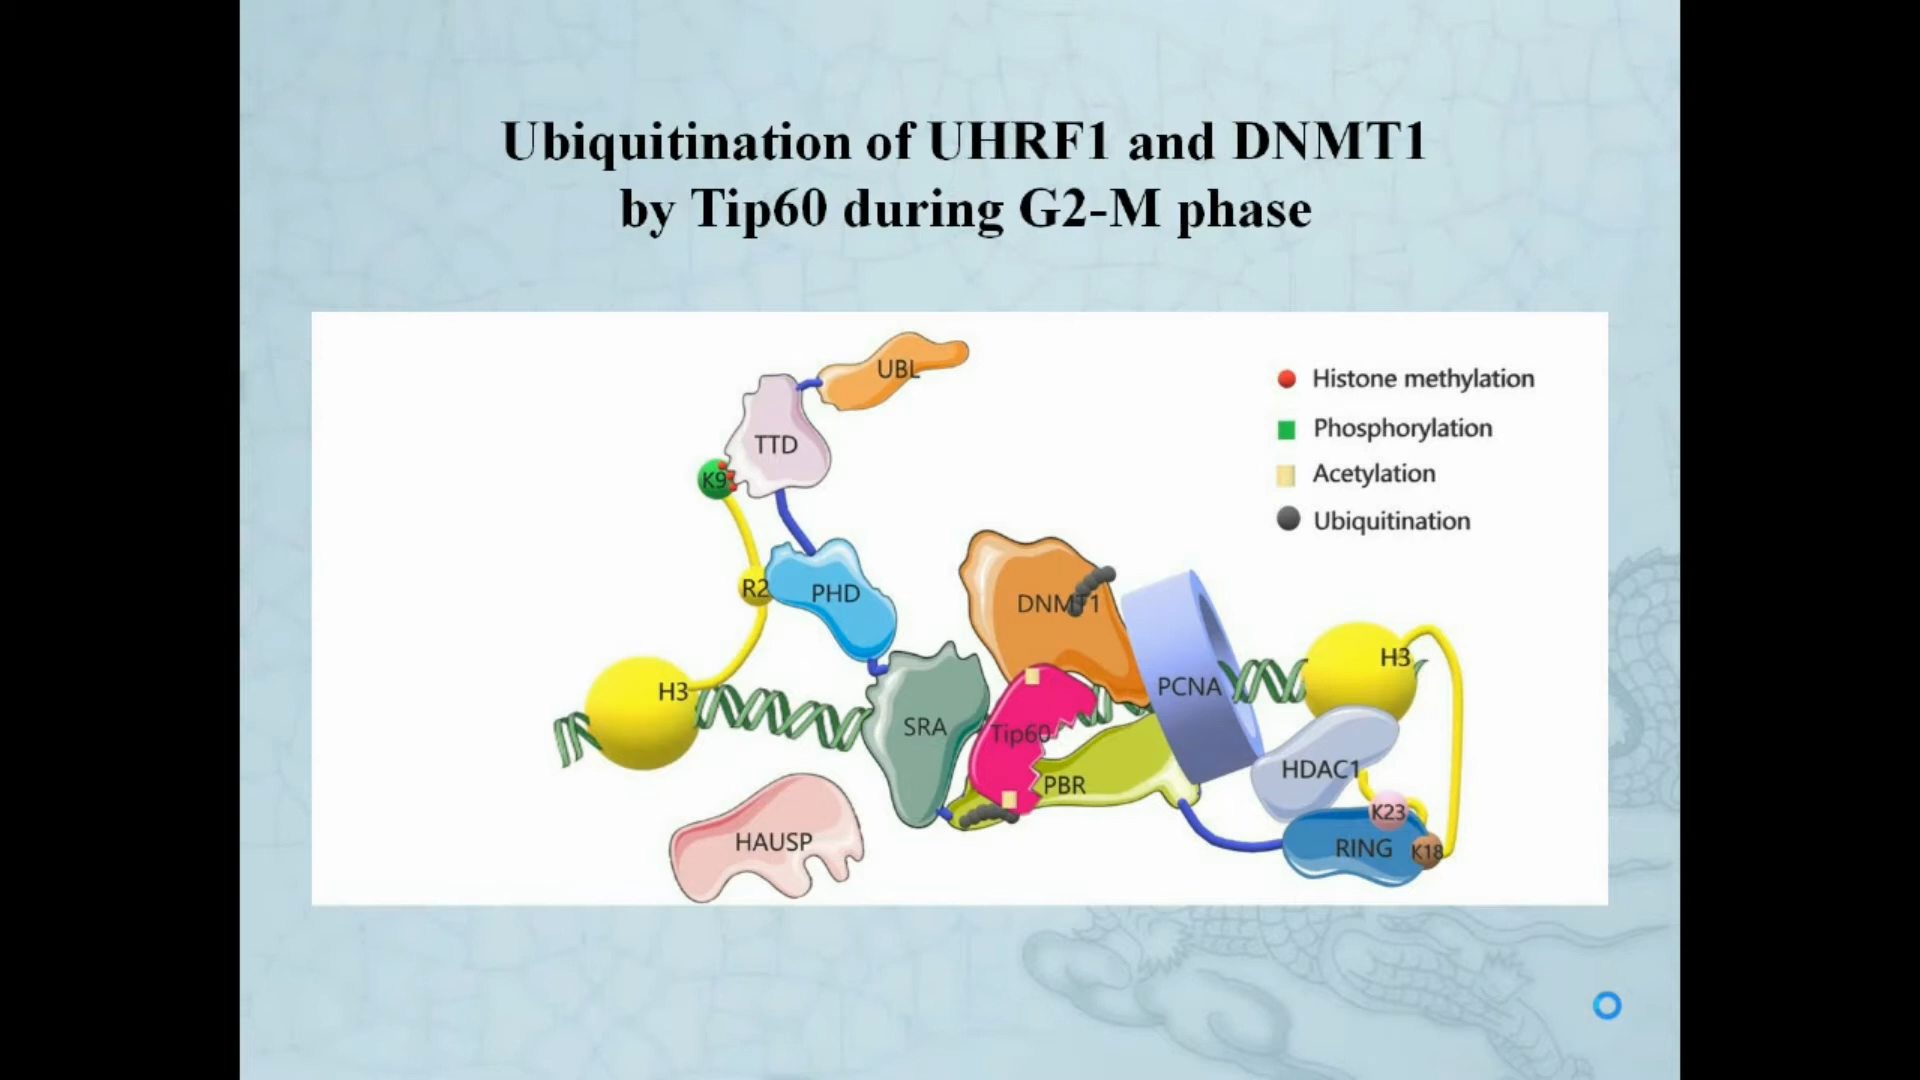 Ubiquitination of UHRF1 and DNMT1
by Tip60 during G2-M phase
UBL
Histone methylation
Phosphorylation
TTD
Acetylation
K9
Ubiquitination
R2
PHD
DNMT1
H3
H3
PCNA
SRA
Tip60
HDAC1
PBR
K23
HAUSP
RING
K18